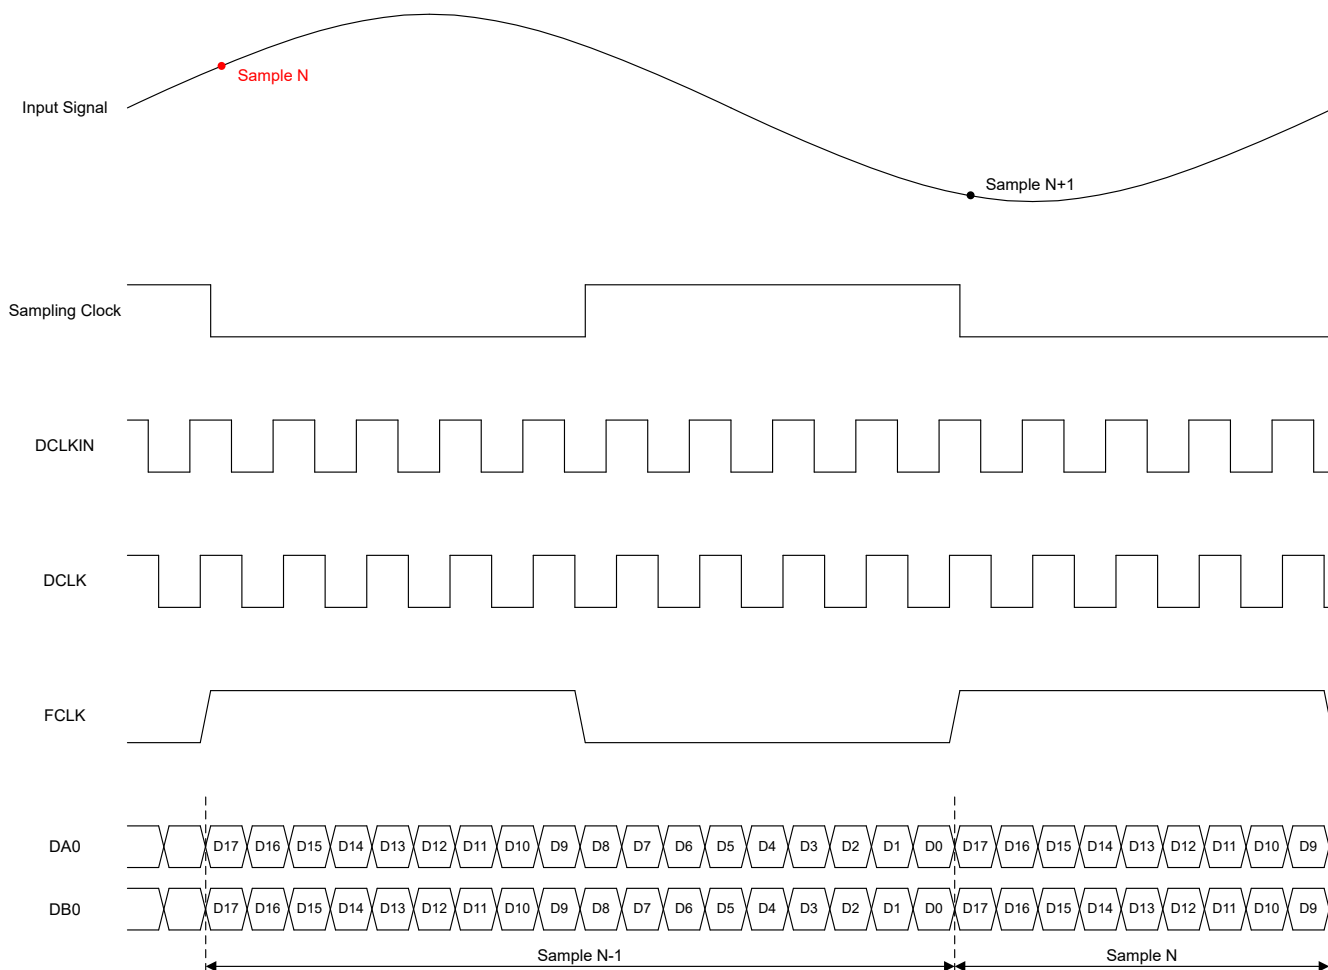 Sample N
Input Signal
Sample N+1
Sampling Clock
DCLKIN
DCLK
FCLK
DA0 D17 D16 D15 D14 D13 D12 D11 D10 D9 D8 D7 D6 D5 D4 D3 D2 D1 D0 D17 D16 D15 D14 D13 D12 D11 D10 D9
DB0 D17 D16 D15 D14 D13 D12 D11 D10 D9 D8 D7 D6 D5 D4 D3 D2 D1 D0 D17 D16 D15 D14 D13 D12 D11 D10 D9
Sample N-1 Sample N